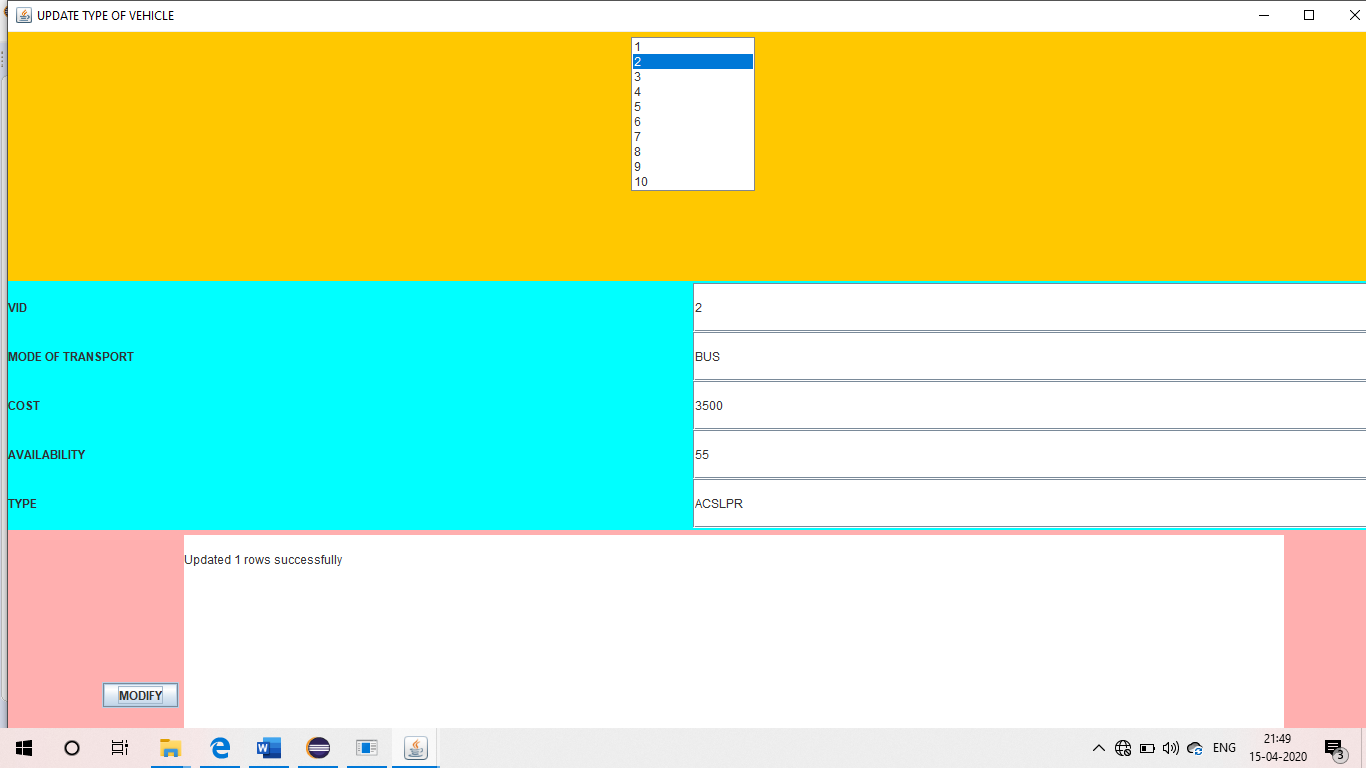 UPDATE TYPE OF VEHICLE
1
2
3
4
5
6
7
8
9
10
VID 2
MODE OF TRANSPORT BUS
COST 3500
AVAILABILITY 55
TYPE ACSLPR
Updated 1 rows successfully
MODIFY
ENG
21:49
15-04-2020
3